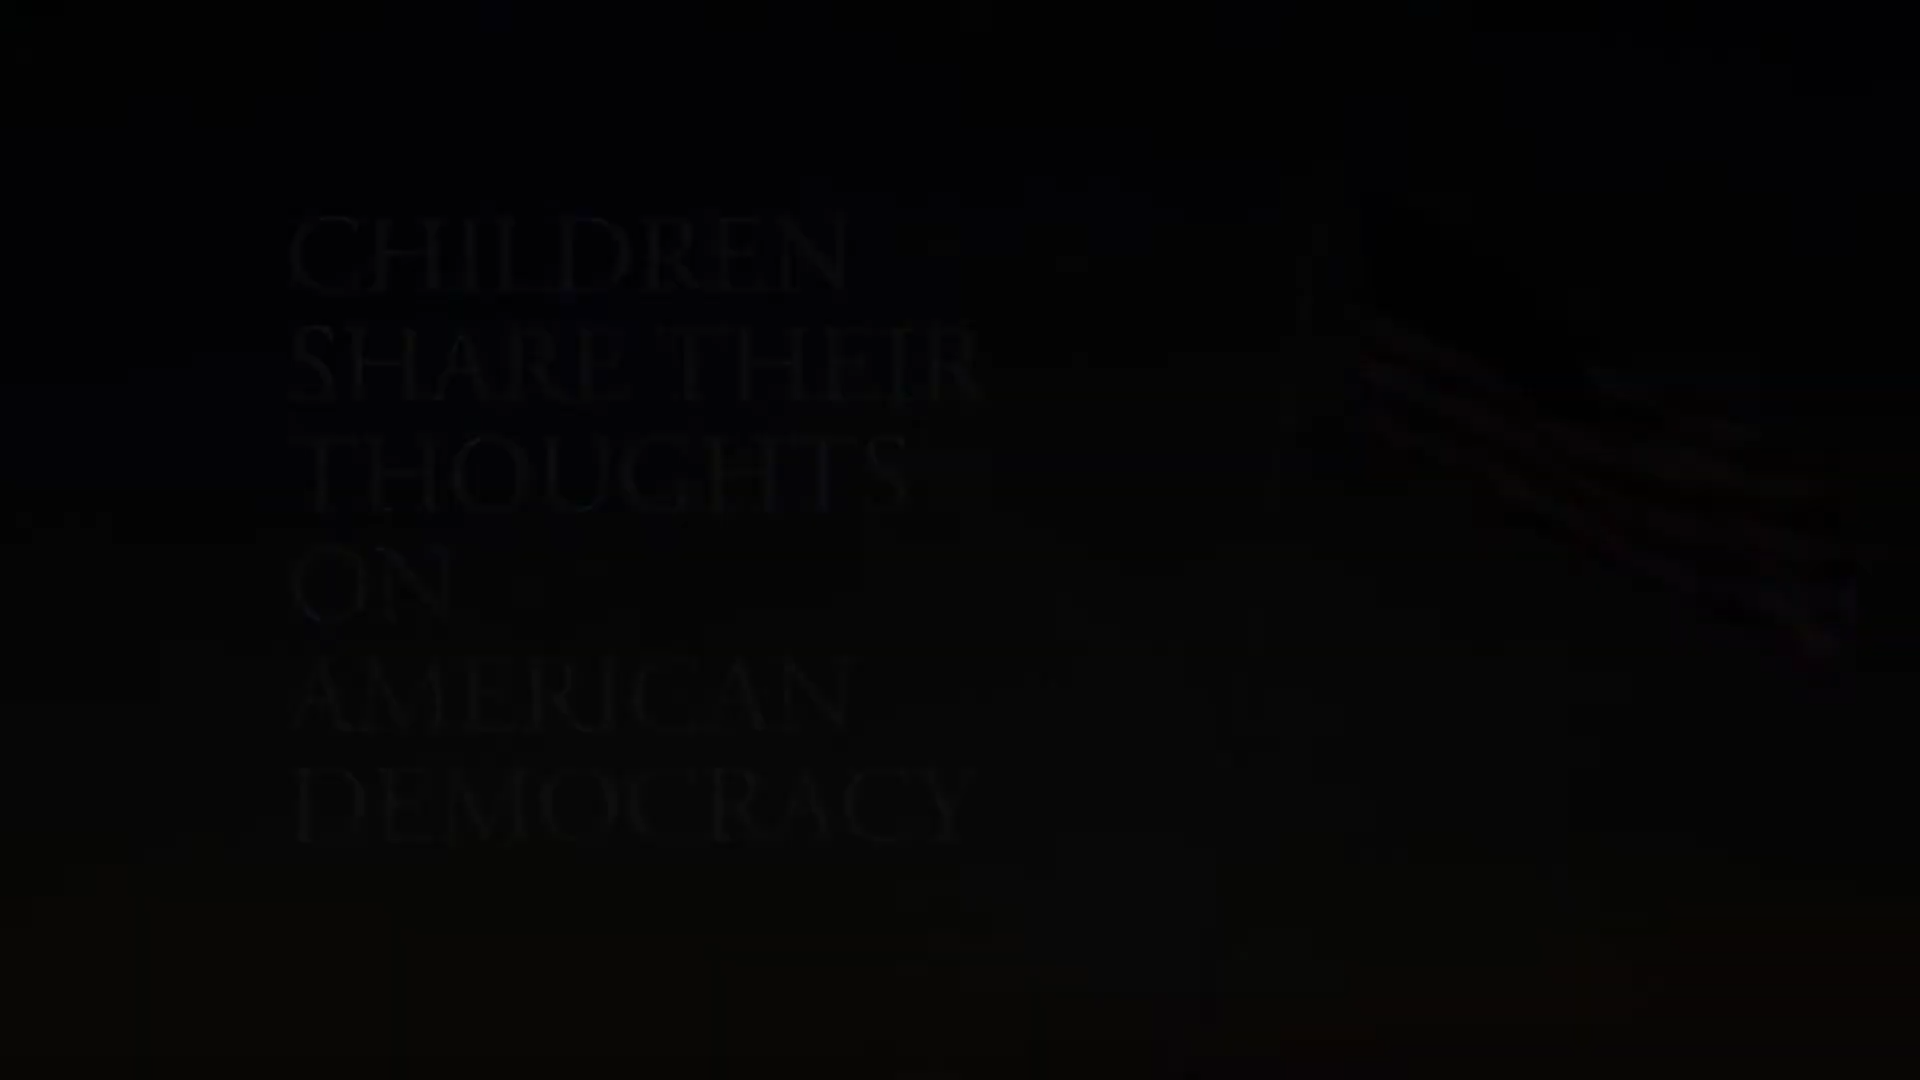 CHILDREN
SHARE THEIR
THOUGHTS
ON
AMERICAN
DEMOCRACY